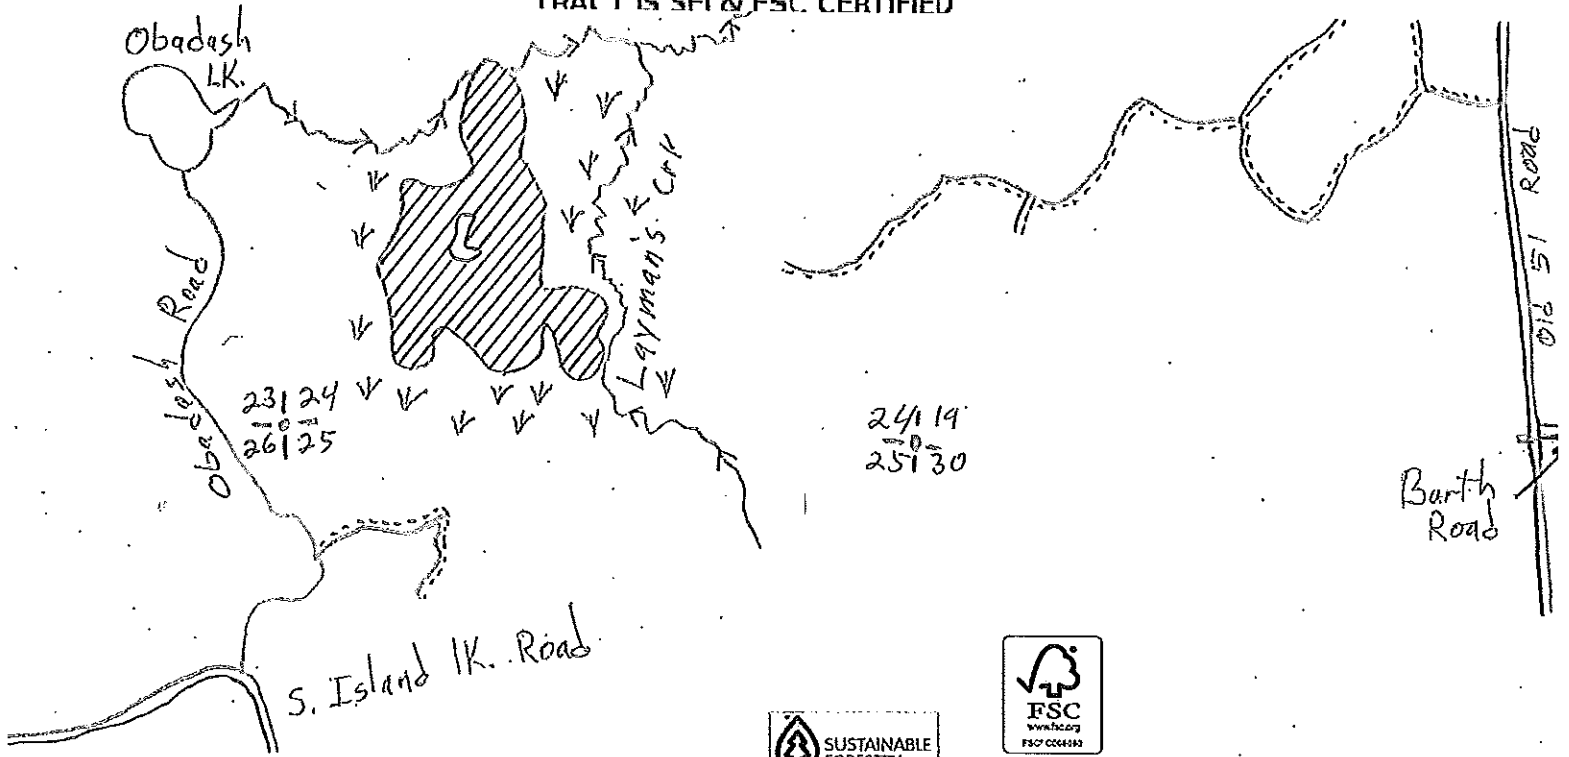 TRACT IS SFI & FSC CERTIFIED
Obadash
LK.
Obadash Road
Layman's Crk
23 24
26 25
24 19
25 30
S. Island lK. Road
Old 51 Road
Barth
Road
FSC
www.fsc.org
SUSTAINABLE
FORESTRY